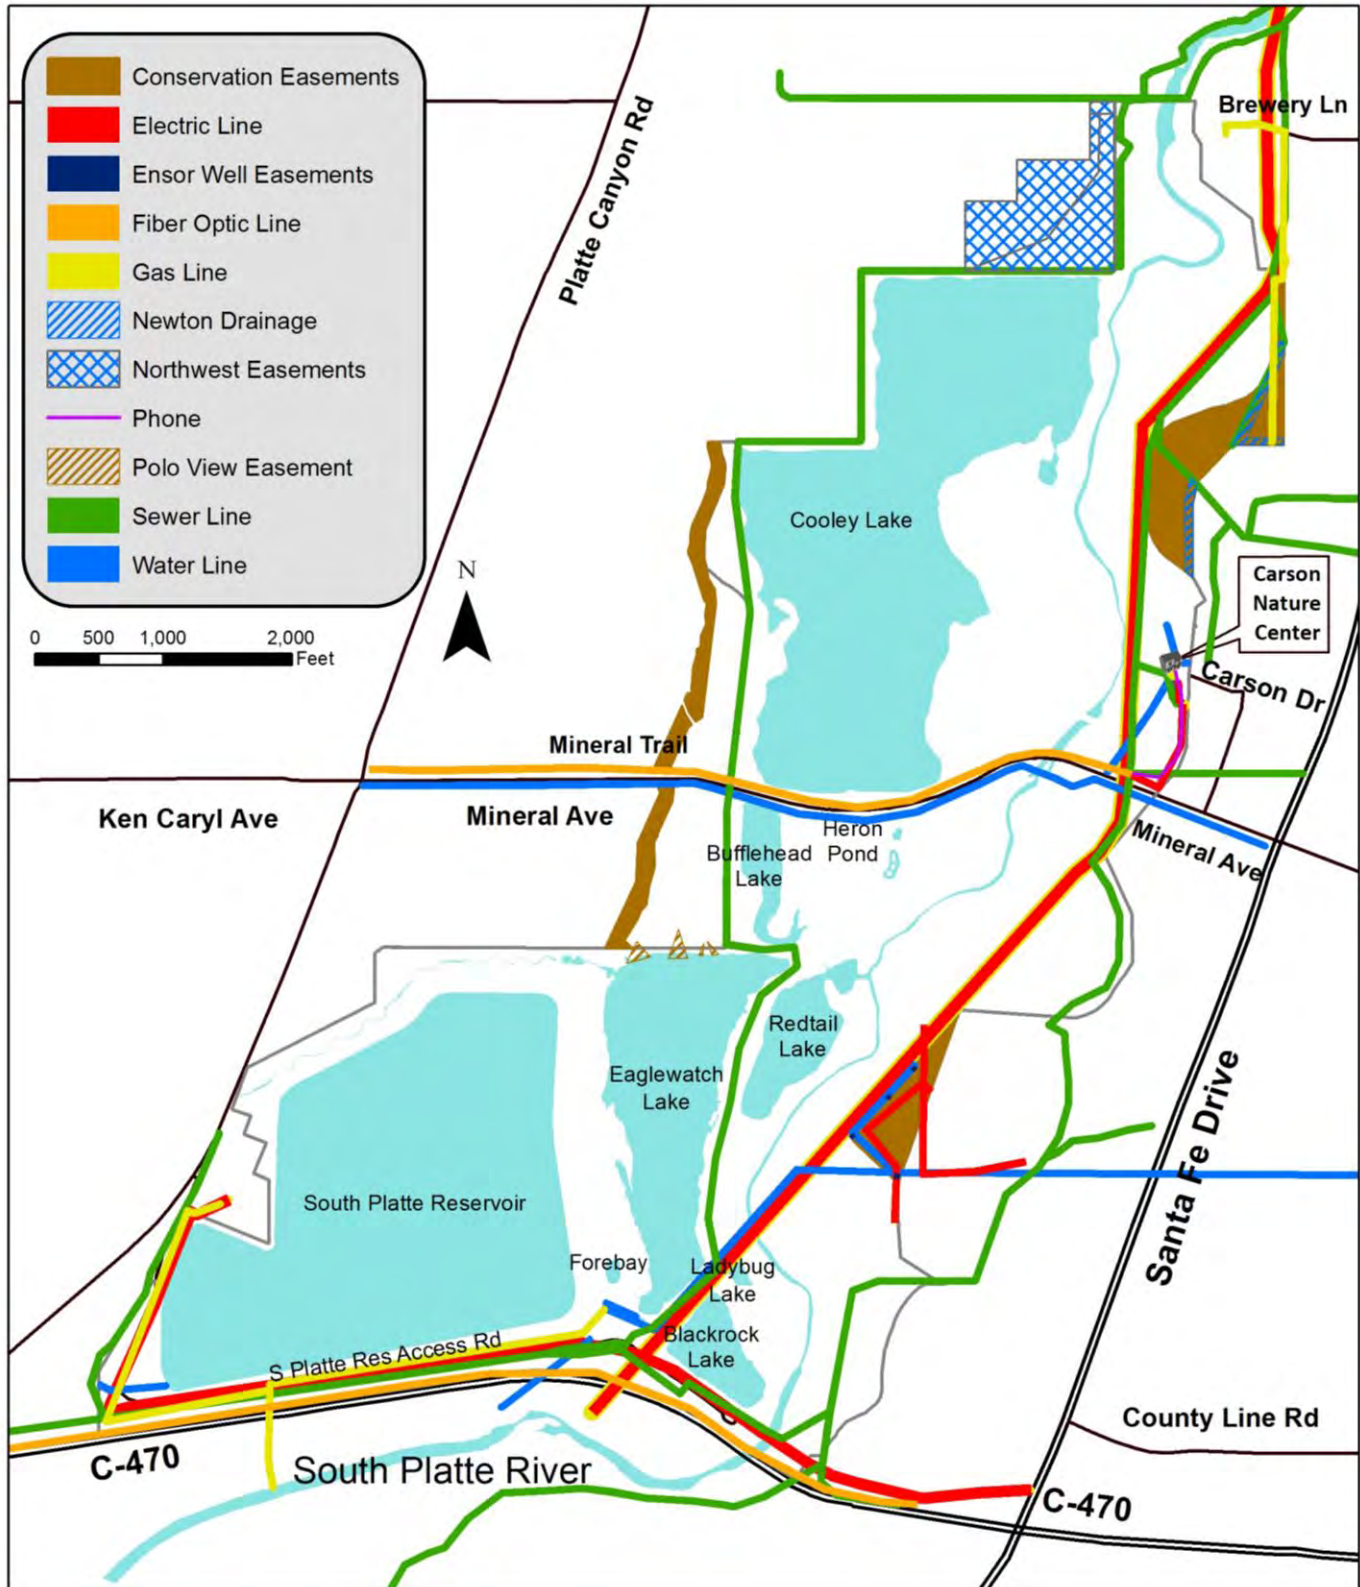 Conservation Easements
Electric Line
Ensor Well Easements
Fiber Optic Line
Gas Line
Newton Drainage
Northwest Easements
Phone
Polo View Easement
Sewer Line
Water Line
0 500 1,000 2,000
Feet
N
Platte Canyon Rd
Brewery Ln
Cooley Lake
Carson
Nature
Center
Carson Dr
Mineral Trail
Ken Caryl Ave
Mineral Ave
Heron
Pond
Bufflehead
Lake
Mineral Ave
Redtail
Lake
Eaglewatch
Lake
Santa Fe Drive
South Platte Reservoir
Forebay
Ladybug
Lake
Blackrock
Lake
S Platte Res Access Rd
County Line Rd
C-470
South Platte River
C-470